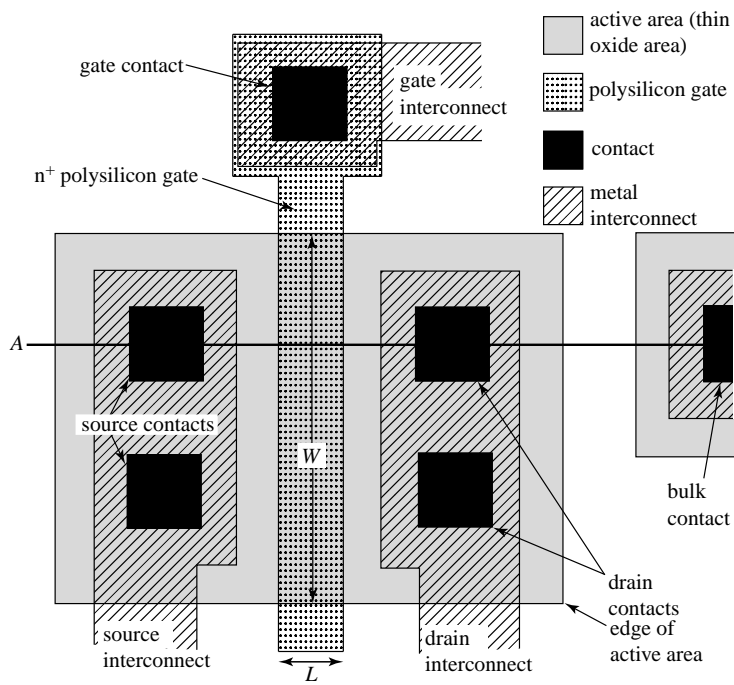 active area (thin
oxide area)
gate contact
gate
interconnect
polysilicon gate
contact
n+ polysilicon gate
metal
interconnect
A
source contacts
W
bulk
contact
drain
contacts
edge of
active area
source
interconnect
L
drain
interconnect